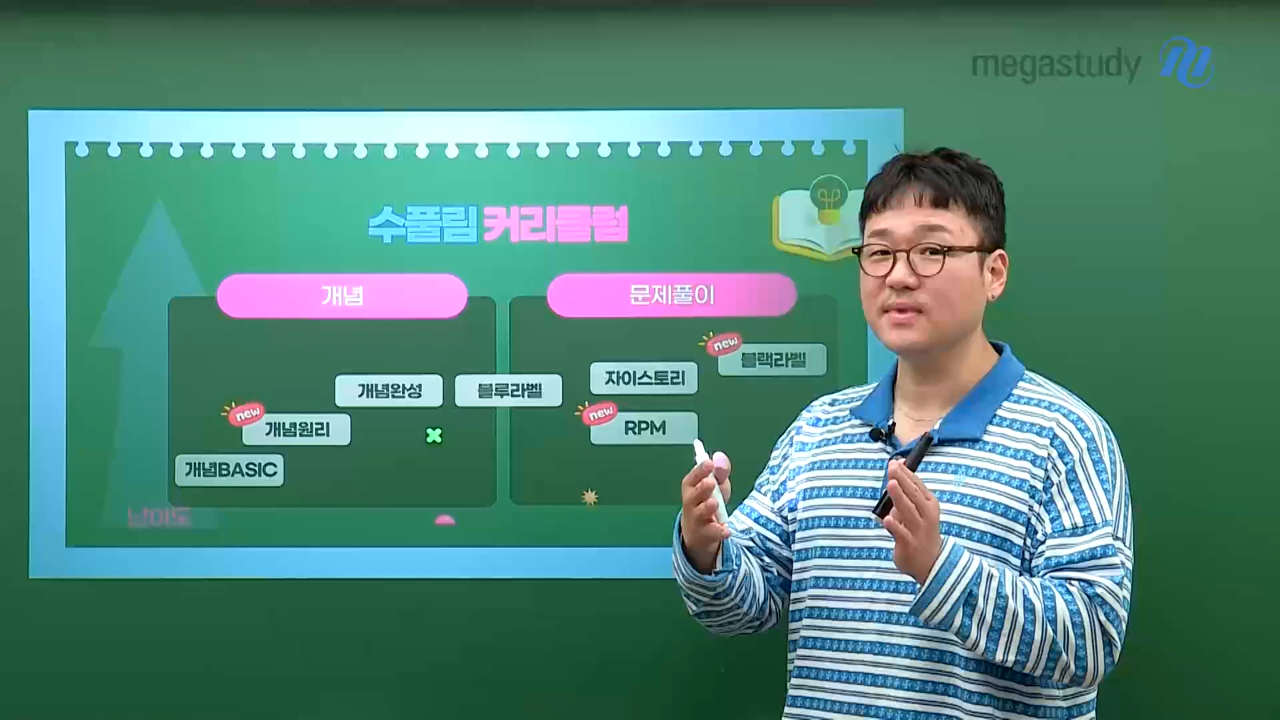 megastudy
수풀림 커리큘럼
개념
문제풀이
new
블랙라벨
자이스토리
개념완성
블루라벨
new
개념원리
new
RPM
개념BASIC
난이도